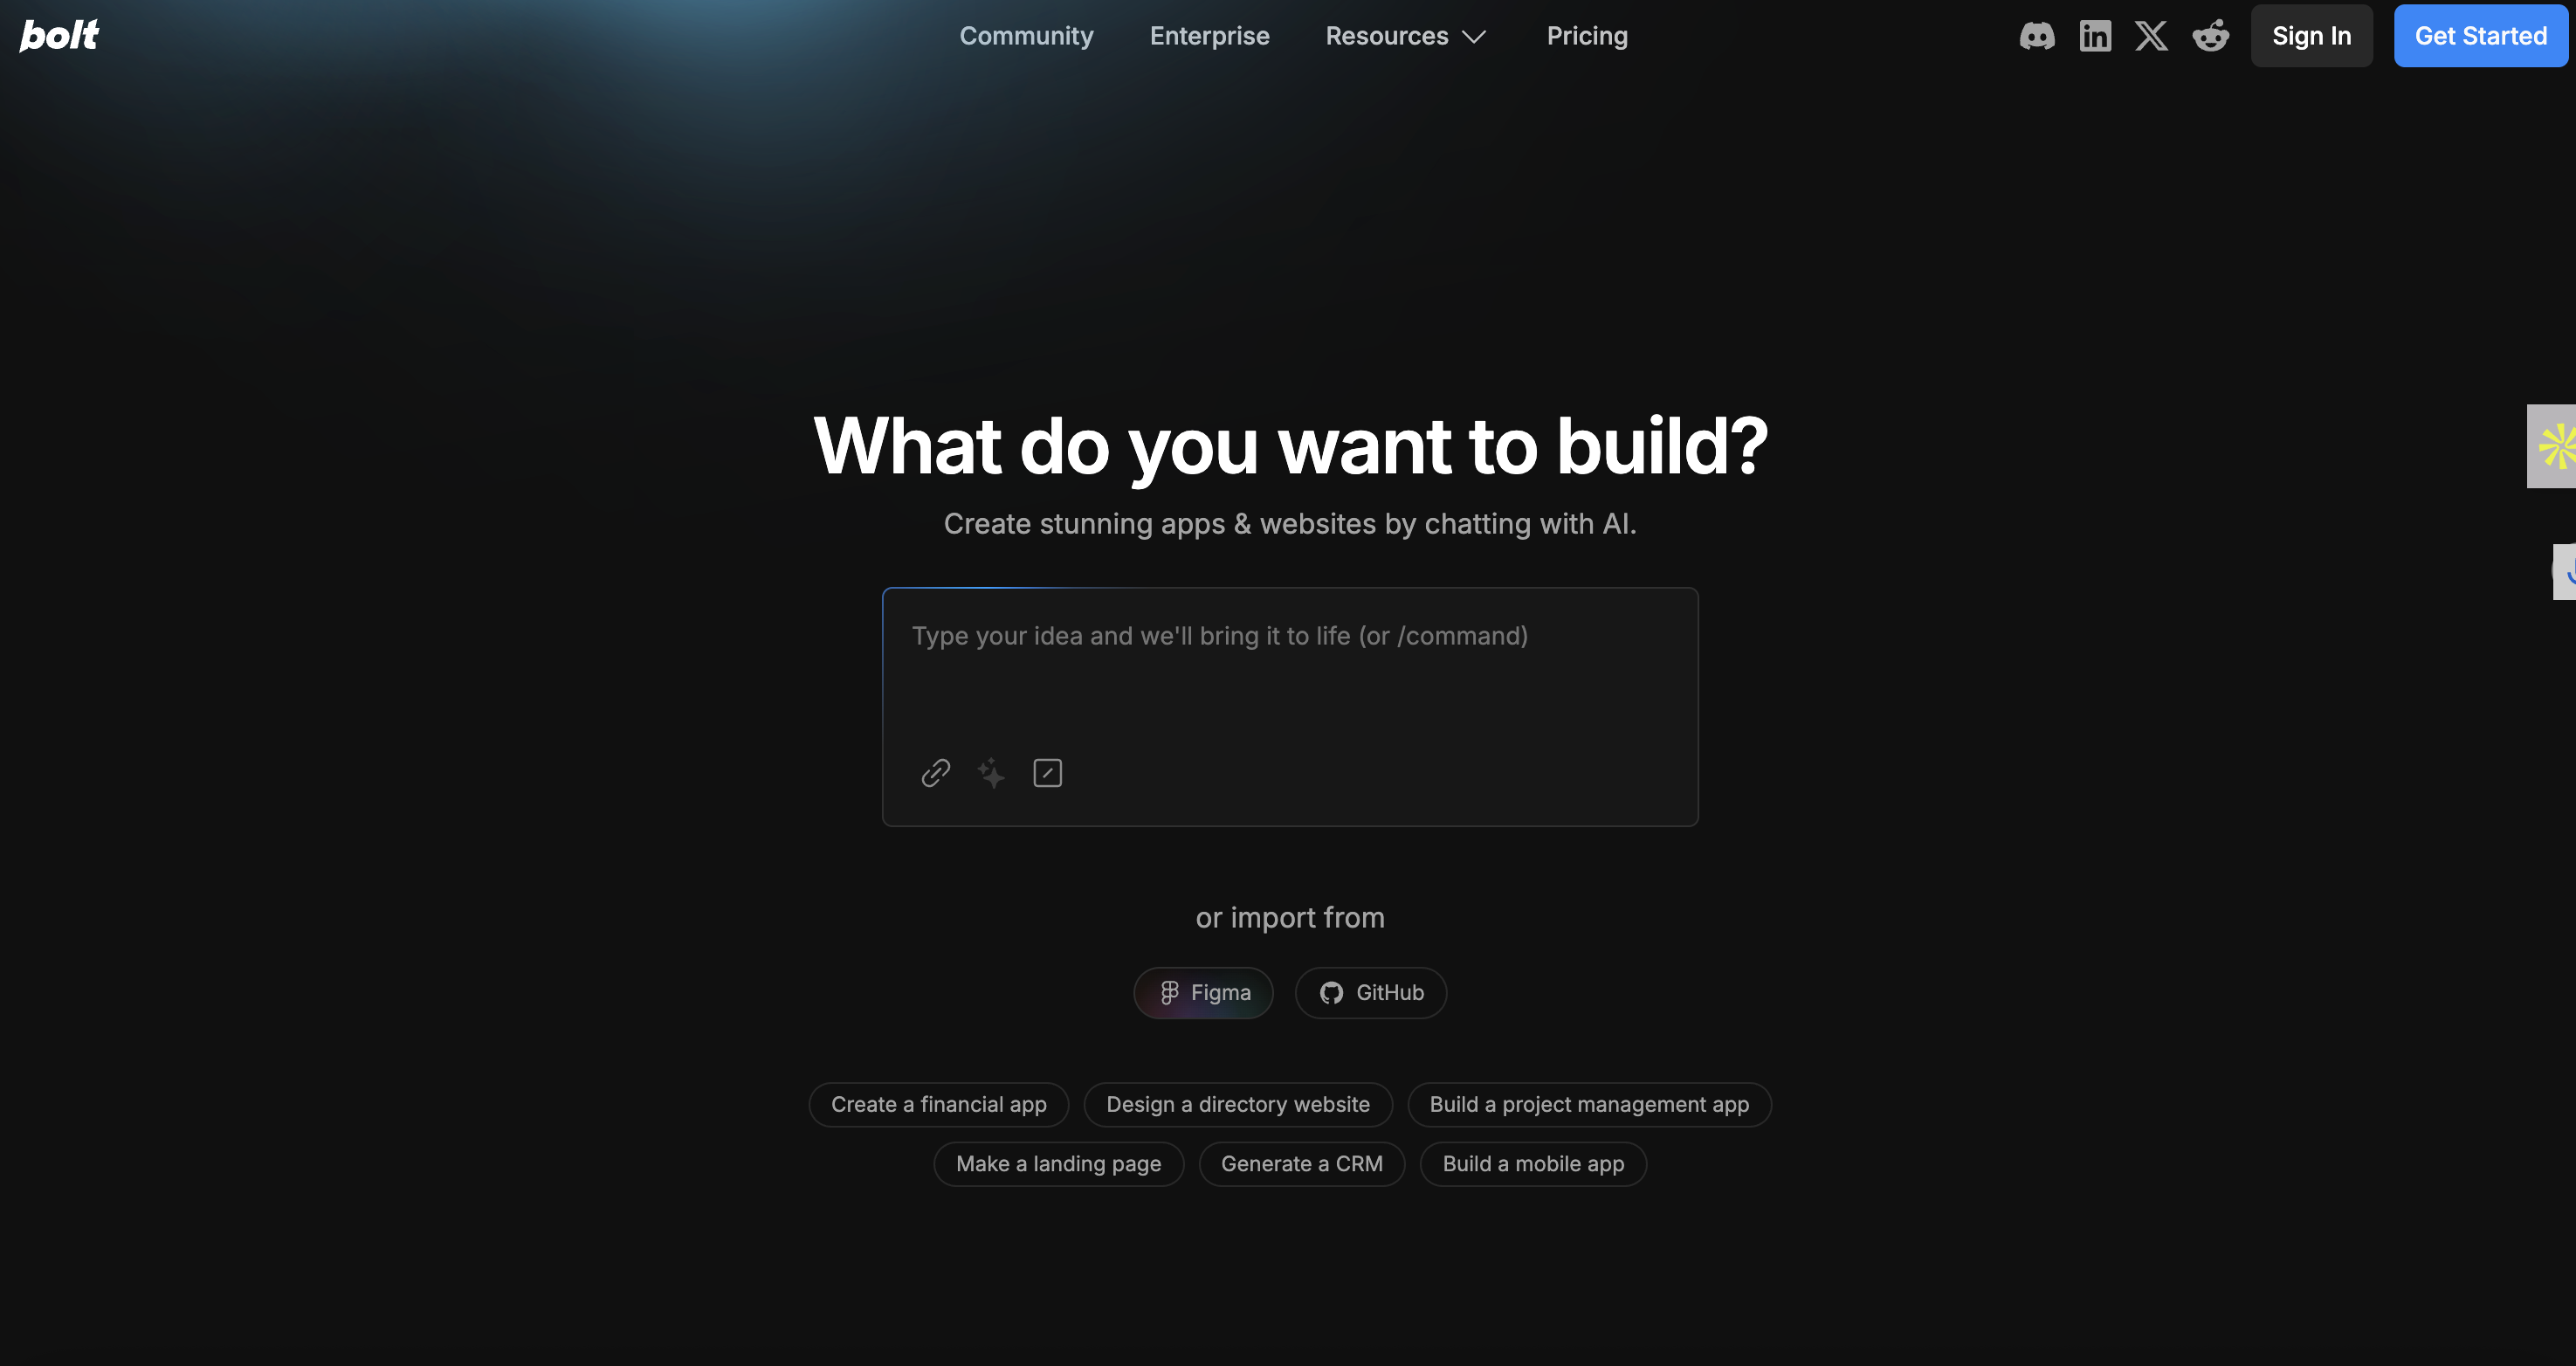 bolt
Community Enterprise Resources Pricing
Sign In Get Started
What do you want to build?
Create stunning apps & websites by chatting with AI.
Type your idea and we'll bring it to life (or /command)
or import from
Figma GitHub
Create a financial app Design a directory website Build a project management app
Make a landing page Generate a CRM Build a mobile app